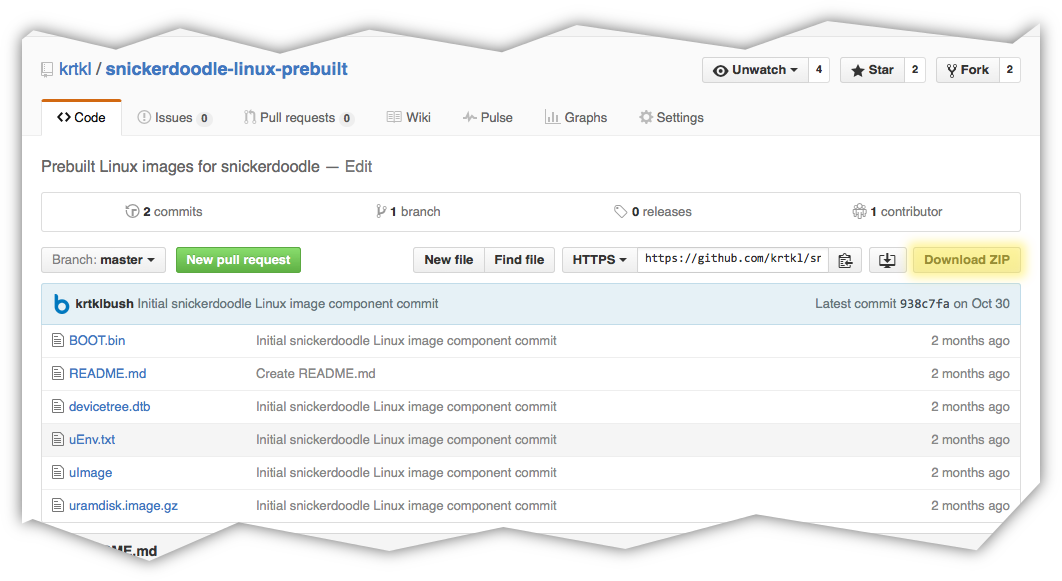 krtkl / snickerdoodle-linux-prebuilt Unwatch 4 Star 2 Fork 2
Code Issues 0 Pull requests 0 Wiki Pulse Graphs Settings
Prebuilt Linux images for snickerdoodle — Edit
2 commits 1 branch 0 releases 1 contributor
Branch: master New pull request New file Find file HTTPS https://github.com/krtkl/sr Download ZIP
krtklbush Initial snickerdoodle Linux image component commit Latest commit 938c7fa on Oct 30
BOOT.bin Initial snickerdoodle Linux image component commit 2 months ago
README.md Create README.md 2 months ago
devicetree.dtb Initial snickerdoodle Linux image component commit 2 months ago
uEnv.txt Initial snickerdoodle Linux image component commit 2 months ago
uImage Initial snickerdoodle Linux image component commit 2 months ago
uramdisk.image.gz Initial snickerdoodle Linux image component commit 2 months ago